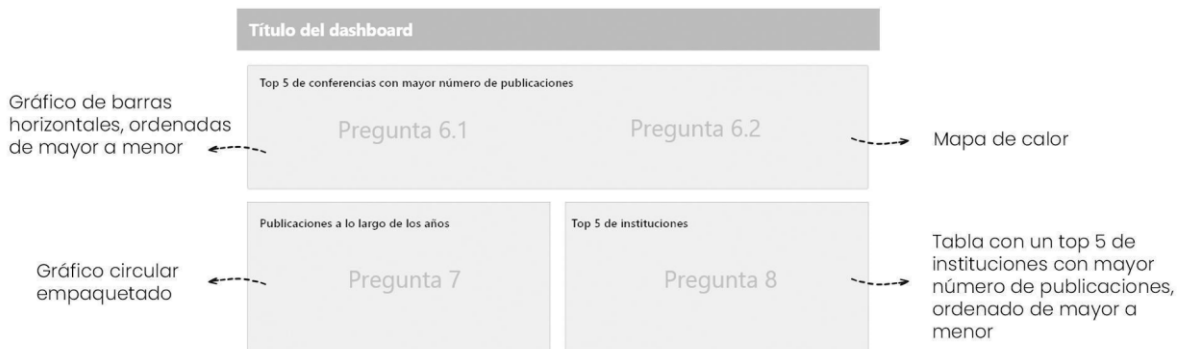 Título del dashboard
Top 5 de conferencias con mayor número de publicaciones
Gráfico de barras
horizontales, ordenadas
de mayor a menor
Pregunta 6.1
Pregunta 6.2
Mapa de calor
Publicaciones a lo largo de los años
Top 5 de instituciones
Gráfico circular
empaquetado
Pregunta 7
Pregunta 8
Tabla con un top 5 de
instituciones con mayor
número de publicaciones,
ordenado de mayor a
menor